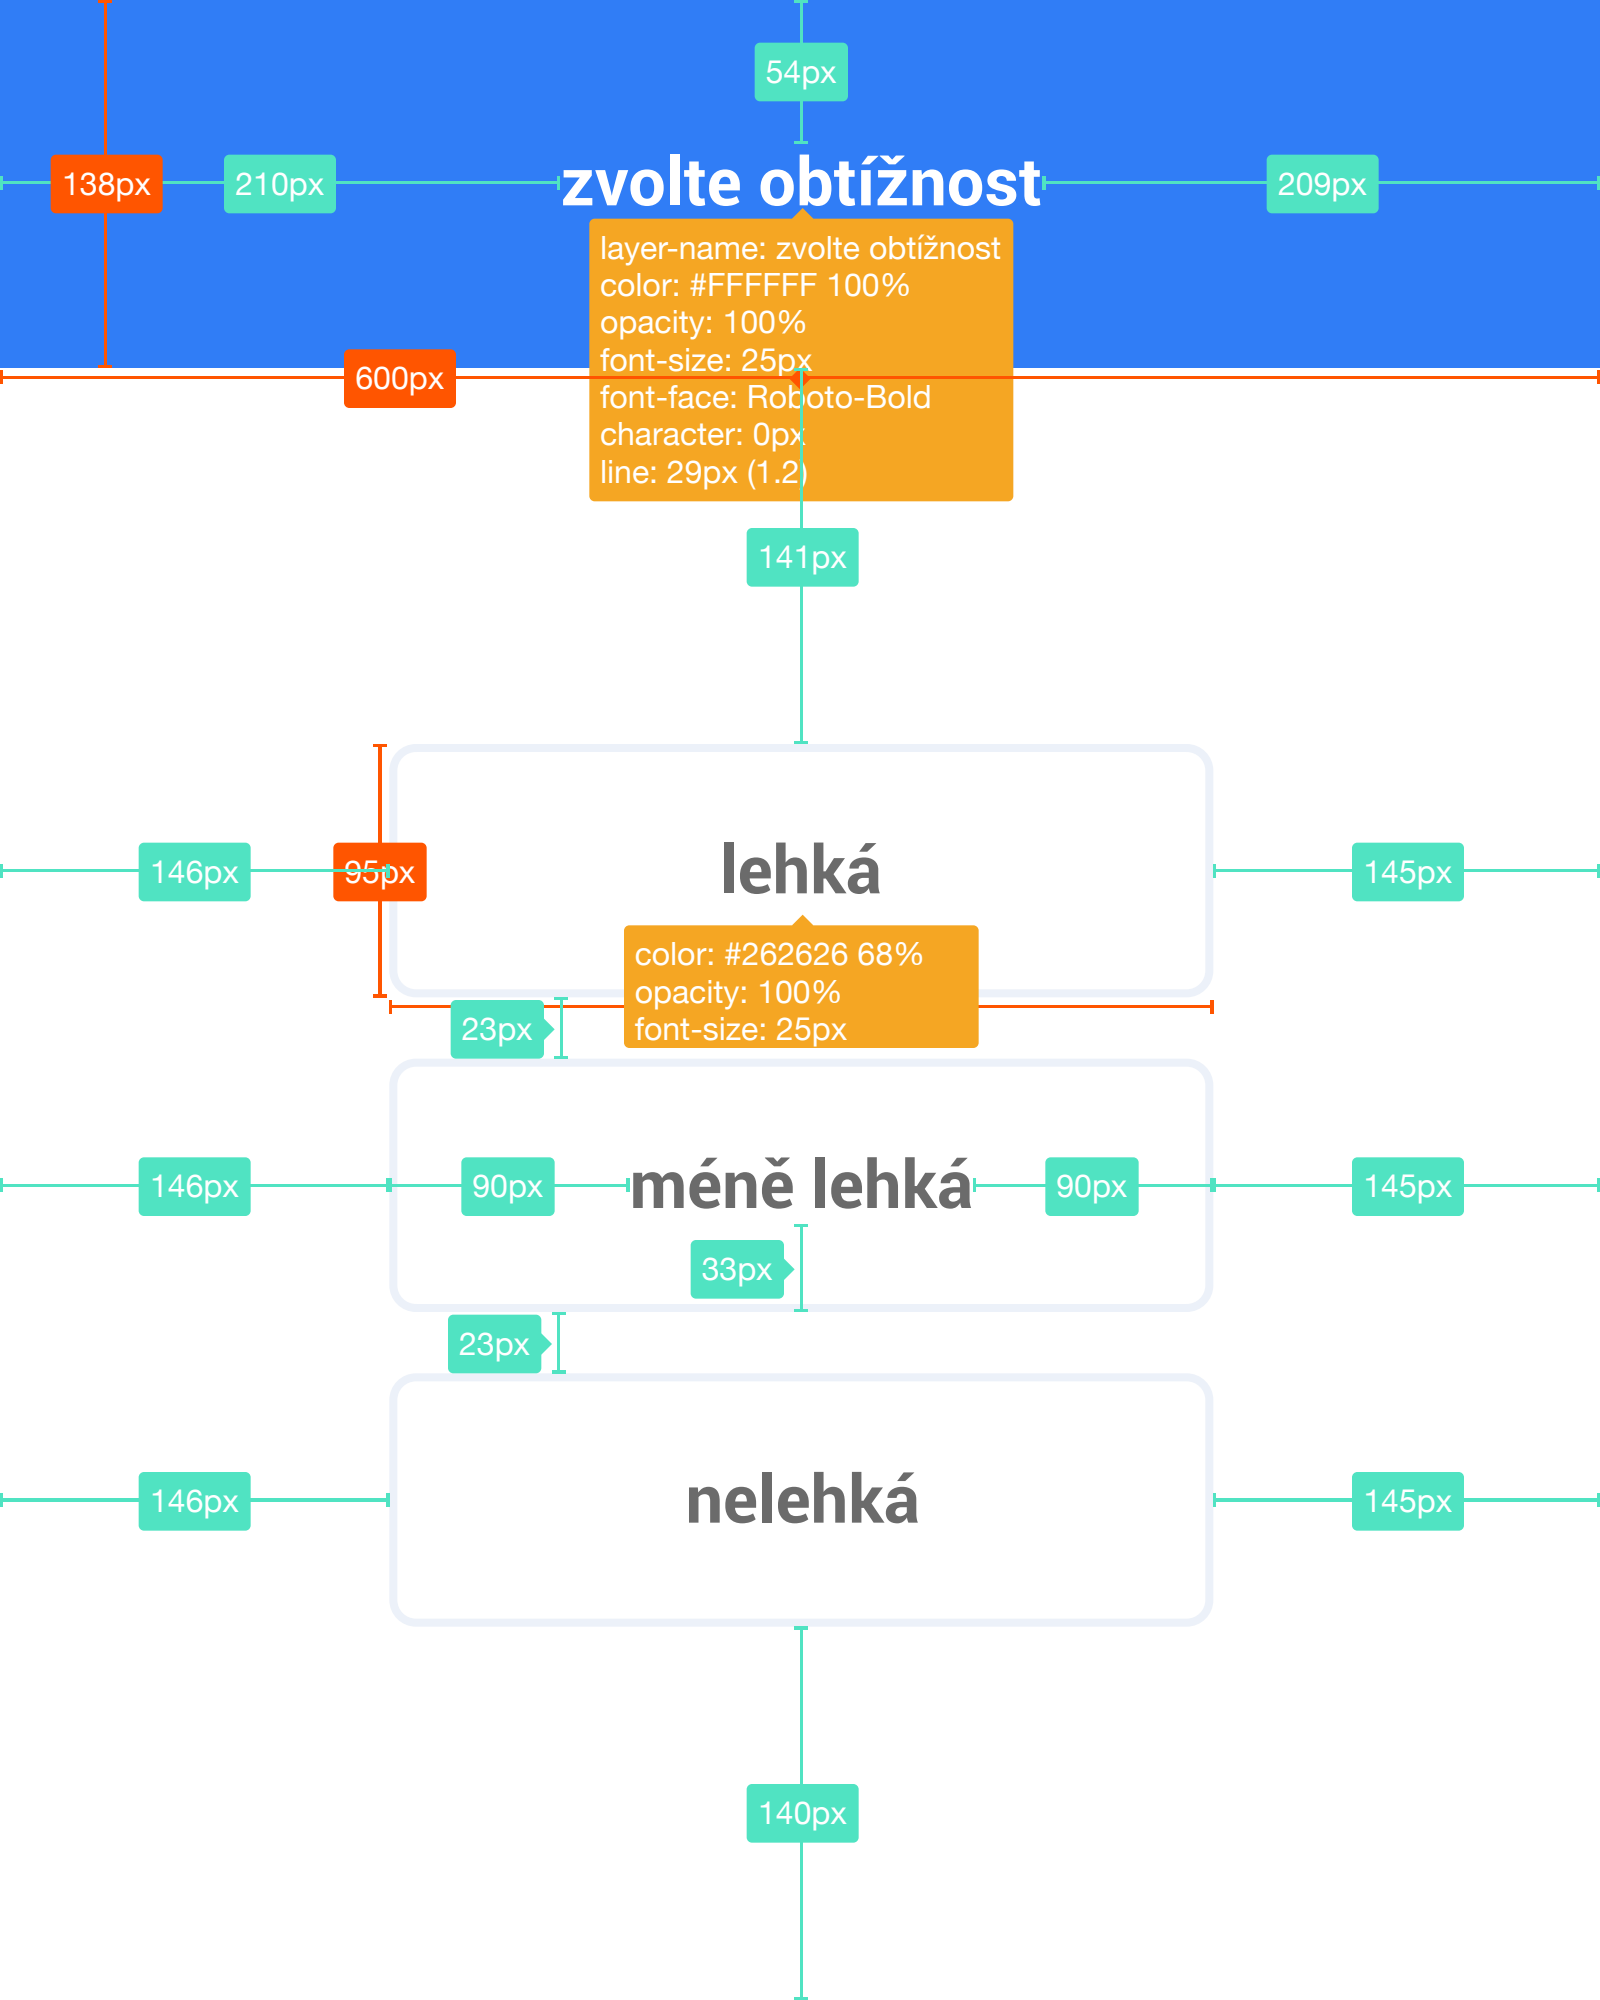 54px
138px
210px
zvolte obtížnost
209px
layer-name: zvolte obtížnost
color: #FFFFFF 100%
opacity: 100%
font-size: 25px
600px
font-face: Roboto-Bold
character: 0px
line: 29px (1.2)
141px
146px
95px
lehká
145px
color: #262626 68%
opacity: 100%
font-size: 25px
23px
146px
90px
méně lehká
90px
145px
33px
23px
146px
nelehká
145px
140px